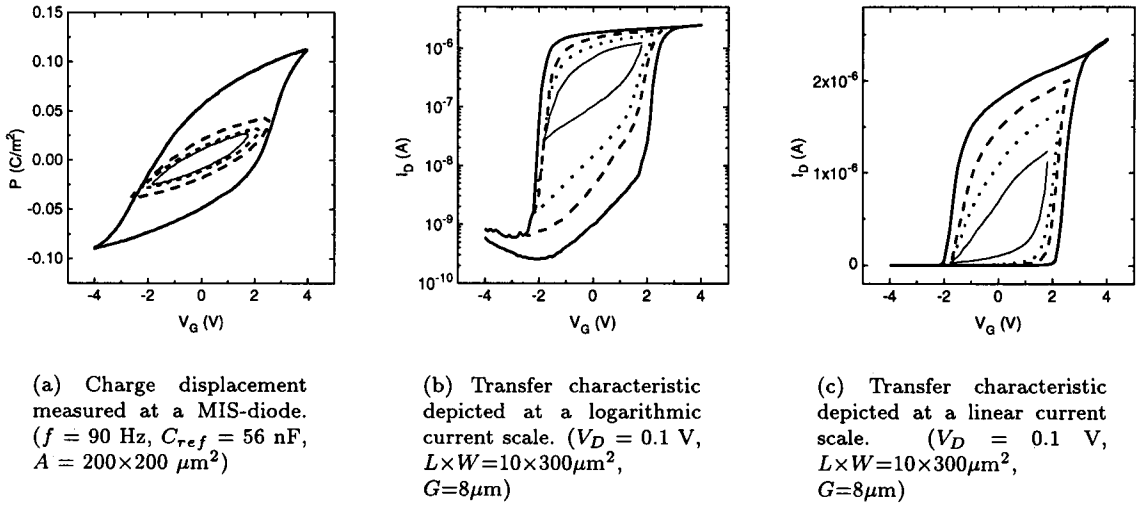 0.15
0.10
0.05
0.00
-0.05
-0.10
P (C/m²)
-4 -2 0 2 4
V_G (V)
10⁻⁶
10⁻⁷
10⁻⁸
10⁻⁹
10⁻¹⁰
I_D (A)
-4 -2 0 2 4
V_G (V)
2x10⁻⁶
1x10⁻⁶
0
I_D (A)
-4 -2 0 2 4
V_G (V)
(a) Charge displacement
measured at a MIS-diode.
(f = 90 Hz, C_ref = 56 nF,
A = 200×200 μm²)
(b) Transfer characteristic
depicted at a logarithmic
current scale. (V_D = 0.1 V,
L×W=10×300μm²,
G=8μm)
(c) Transfer characteristic
depicted at a linear current
scale. (V_D = 0.1 V,
L×W=10×300μm²,
G=8μm)